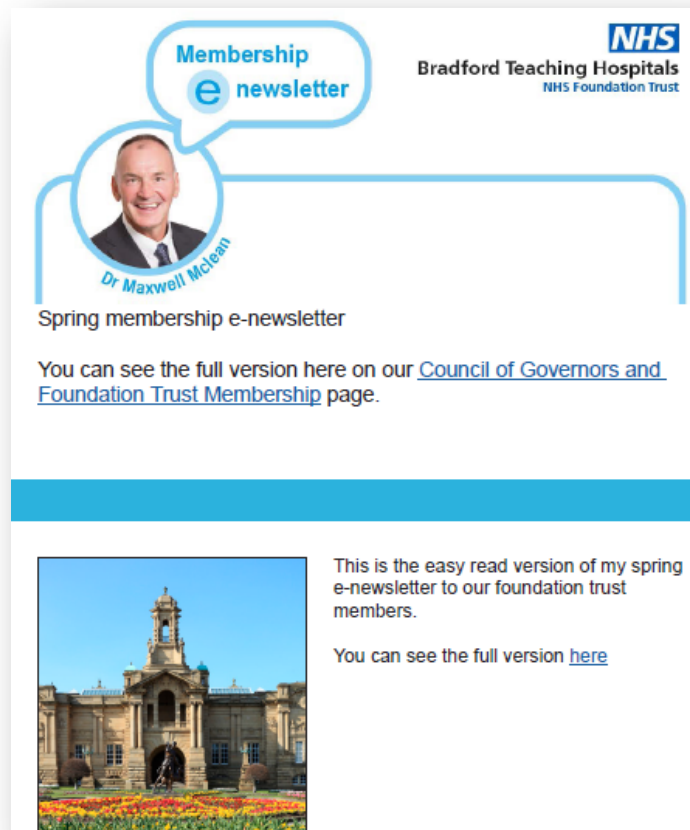 Membership
e newsletter
NHS
Bradford Teaching Hospitals
NHS Foundation Trust
Dr Maxwell Mclean
Spring membership e-newsletter
You can see the full version here on our Council of Governors and
Foundation Trust Membership page.
This is the easy read version of my spring
e-newsletter to our foundation trust
members.
You can see the full version here